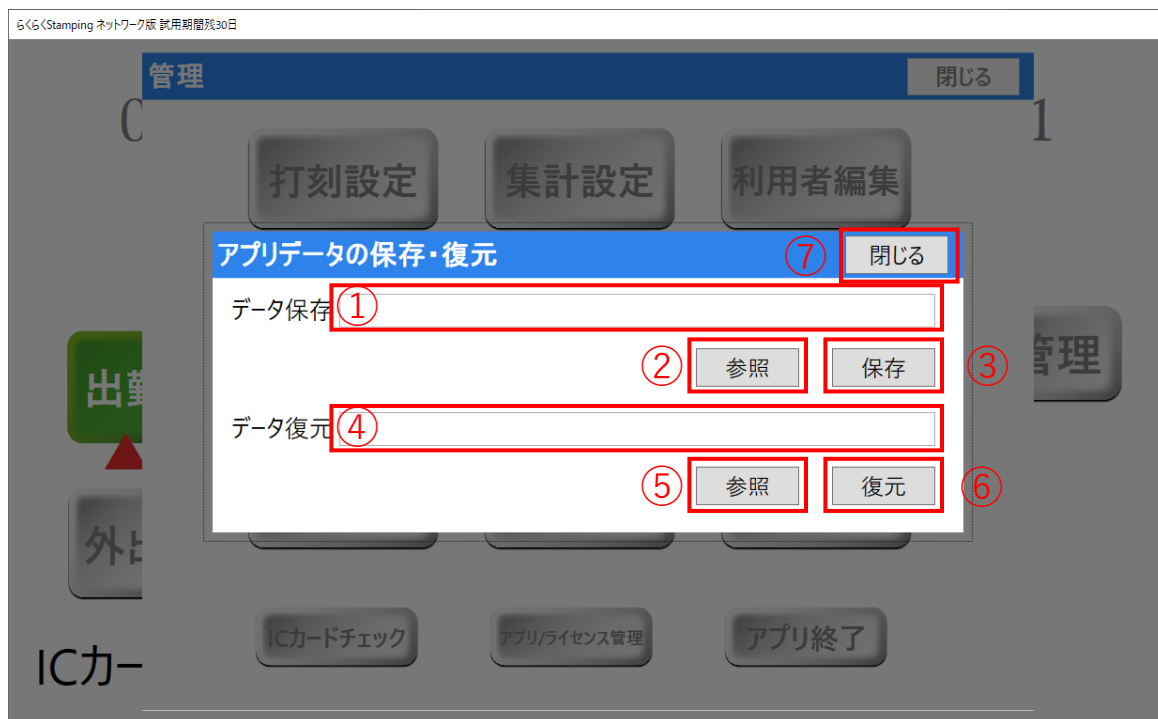 らくらくStamping ネットワーク版 試用期間残30日
管理 閉じる
0 1
打刻設定 集計設定 利用者編集
アプリデータの保存・復元 ⑦ 閉じる
データ保存 ①
② 参照 保存 ③
管理
出勤
データ復元 ④
⑤ 参照 復元 ⑥
外出
ICカードチェック アプリ/ライセンス管理 アプリ終了
ICカー